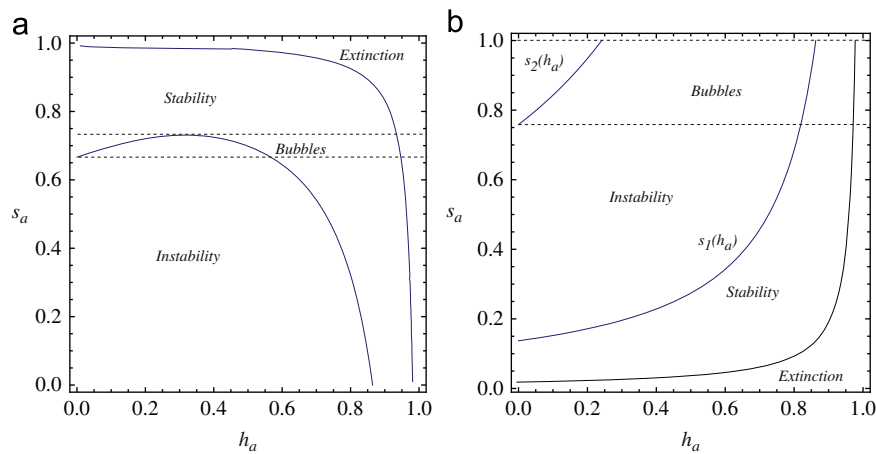 a
1.0
0.8
0.6
0.4
0.2
0.0
s_a
Extinction
Stability
Bubbles
Instability
0.0 0.2 0.4 0.6 0.8 1.0
h_a
b
1.0
0.8
0.6
0.4
0.2
0.0
s_a
s_2(h_a)
Bubbles
Instability
s_1(h_a)
Stability
Extinction
0.0 0.2 0.4 0.6 0.8 1.0
h_a